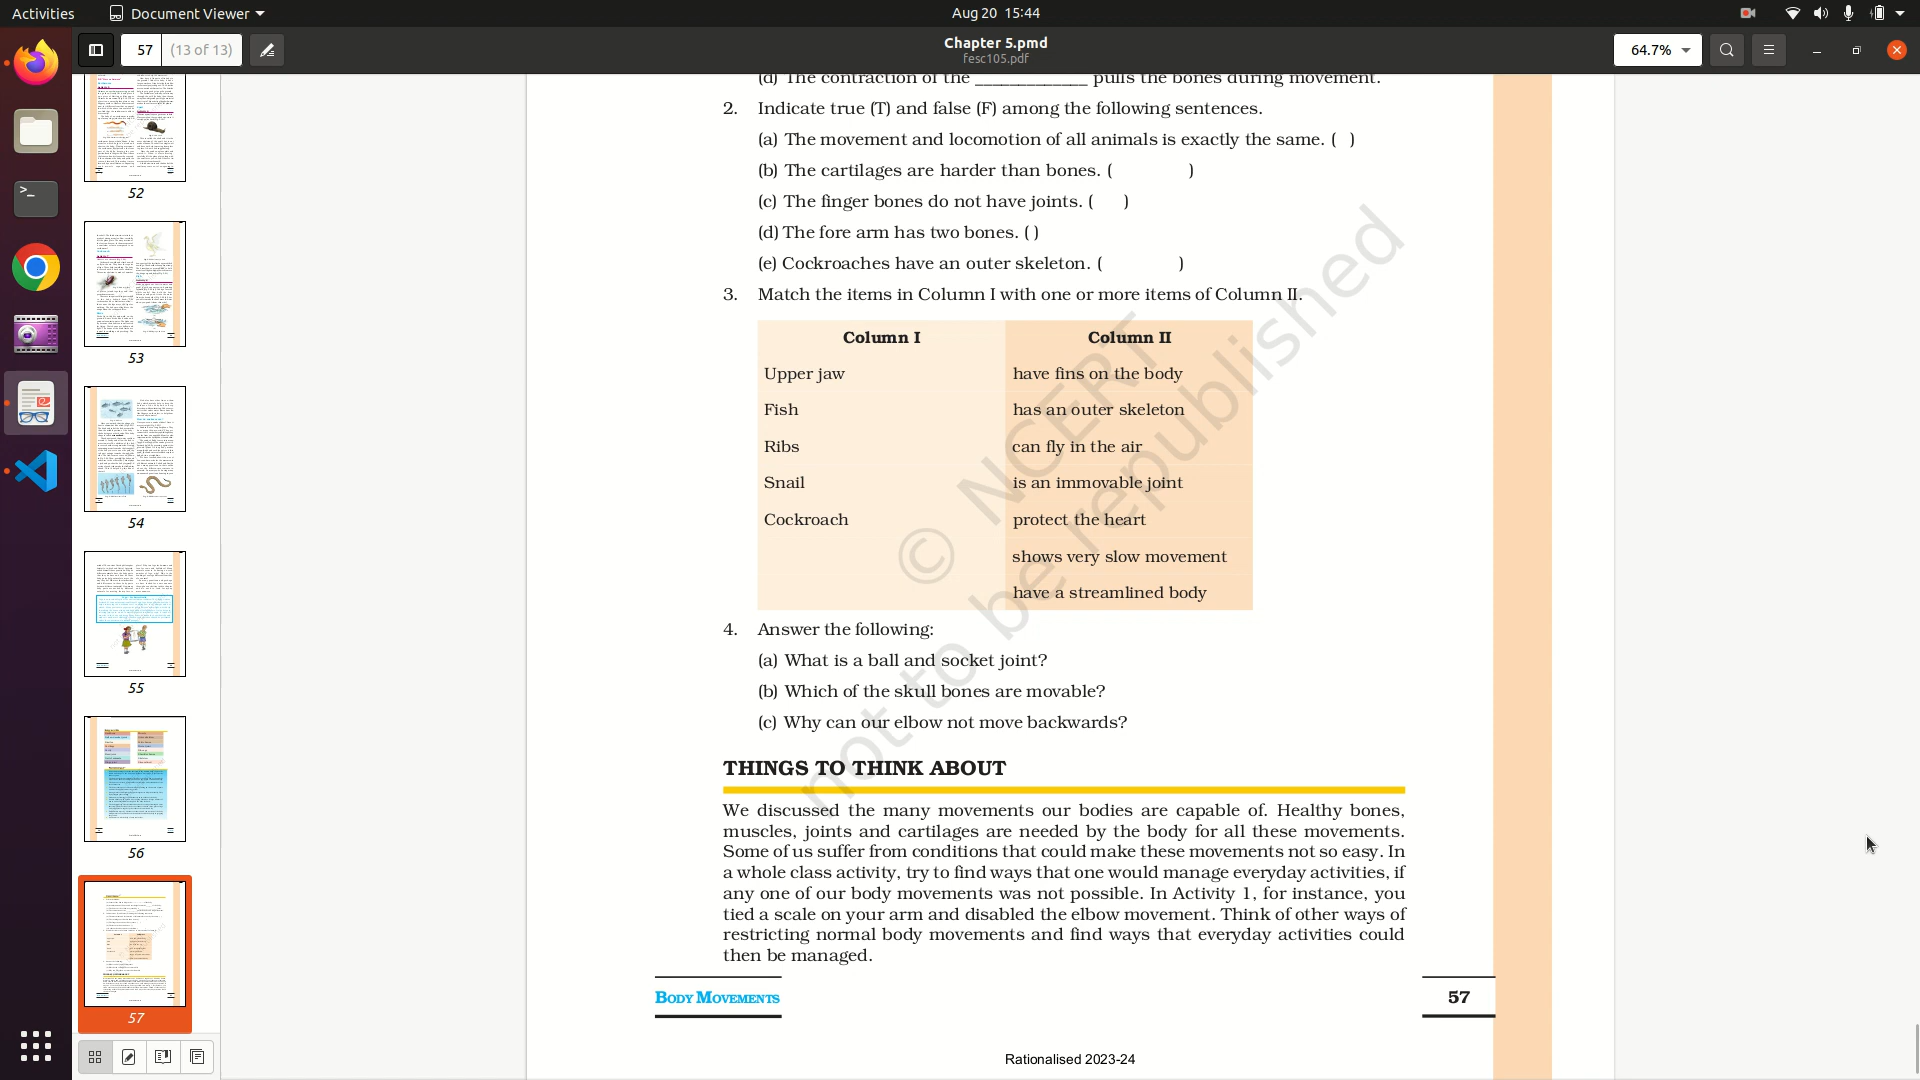 Activities
Document Viewer
Aug 20 15:44
57
(13 of 13)
Chapter 5.pmd
fesc105.pdf
64.7%
52
53
54
55
56
57
(d) The contraction of the _____________ pulls the bones during movement.
2. Indicate true (T) and false (F) among the following sentences.
(a) The movement and locomotion of all animals is exactly the same. ( )
(b) The cartilages are harder than bones. ( )
(c) The finger bones do not have joints. ( )
(d) The fore arm has two bones. ( )
(e) Cockroaches have an outer skeleton. ( )
3. Match the items in Column I with one or more items of Column II.
Column I Column II
Upper jaw have fins on the body
Fish has an outer skeleton
Ribs can fly in the air
Snail is an immovable joint
Cockroach protect the heart
shows very slow movement
have a streamlined body
4. Answer the following:
(a) What is a ball and socket joint?
(b) Which of the skull bones are movable?
(c) Why can our elbow not move backwards?
THINGS TO THINK ABOUT
We discussed the many movements our bodies are capable of. Healthy bones,
muscles, joints and cartilages are needed by the body for all these movements.
Some of us suffer from conditions that could make these movements not so easy. In
a whole class activity, try to find ways that one would manage everyday activities, if
any one of our body movements was not possible. In Activity 1, for instance, you
tied a scale on your arm and disabled the elbow movement. Think of other ways of
restricting normal body movements and find ways that everyday activities could
then be managed.
BODY MOVEMENTS
57
Rationalised 2023-24
© NCERT
not to be republished